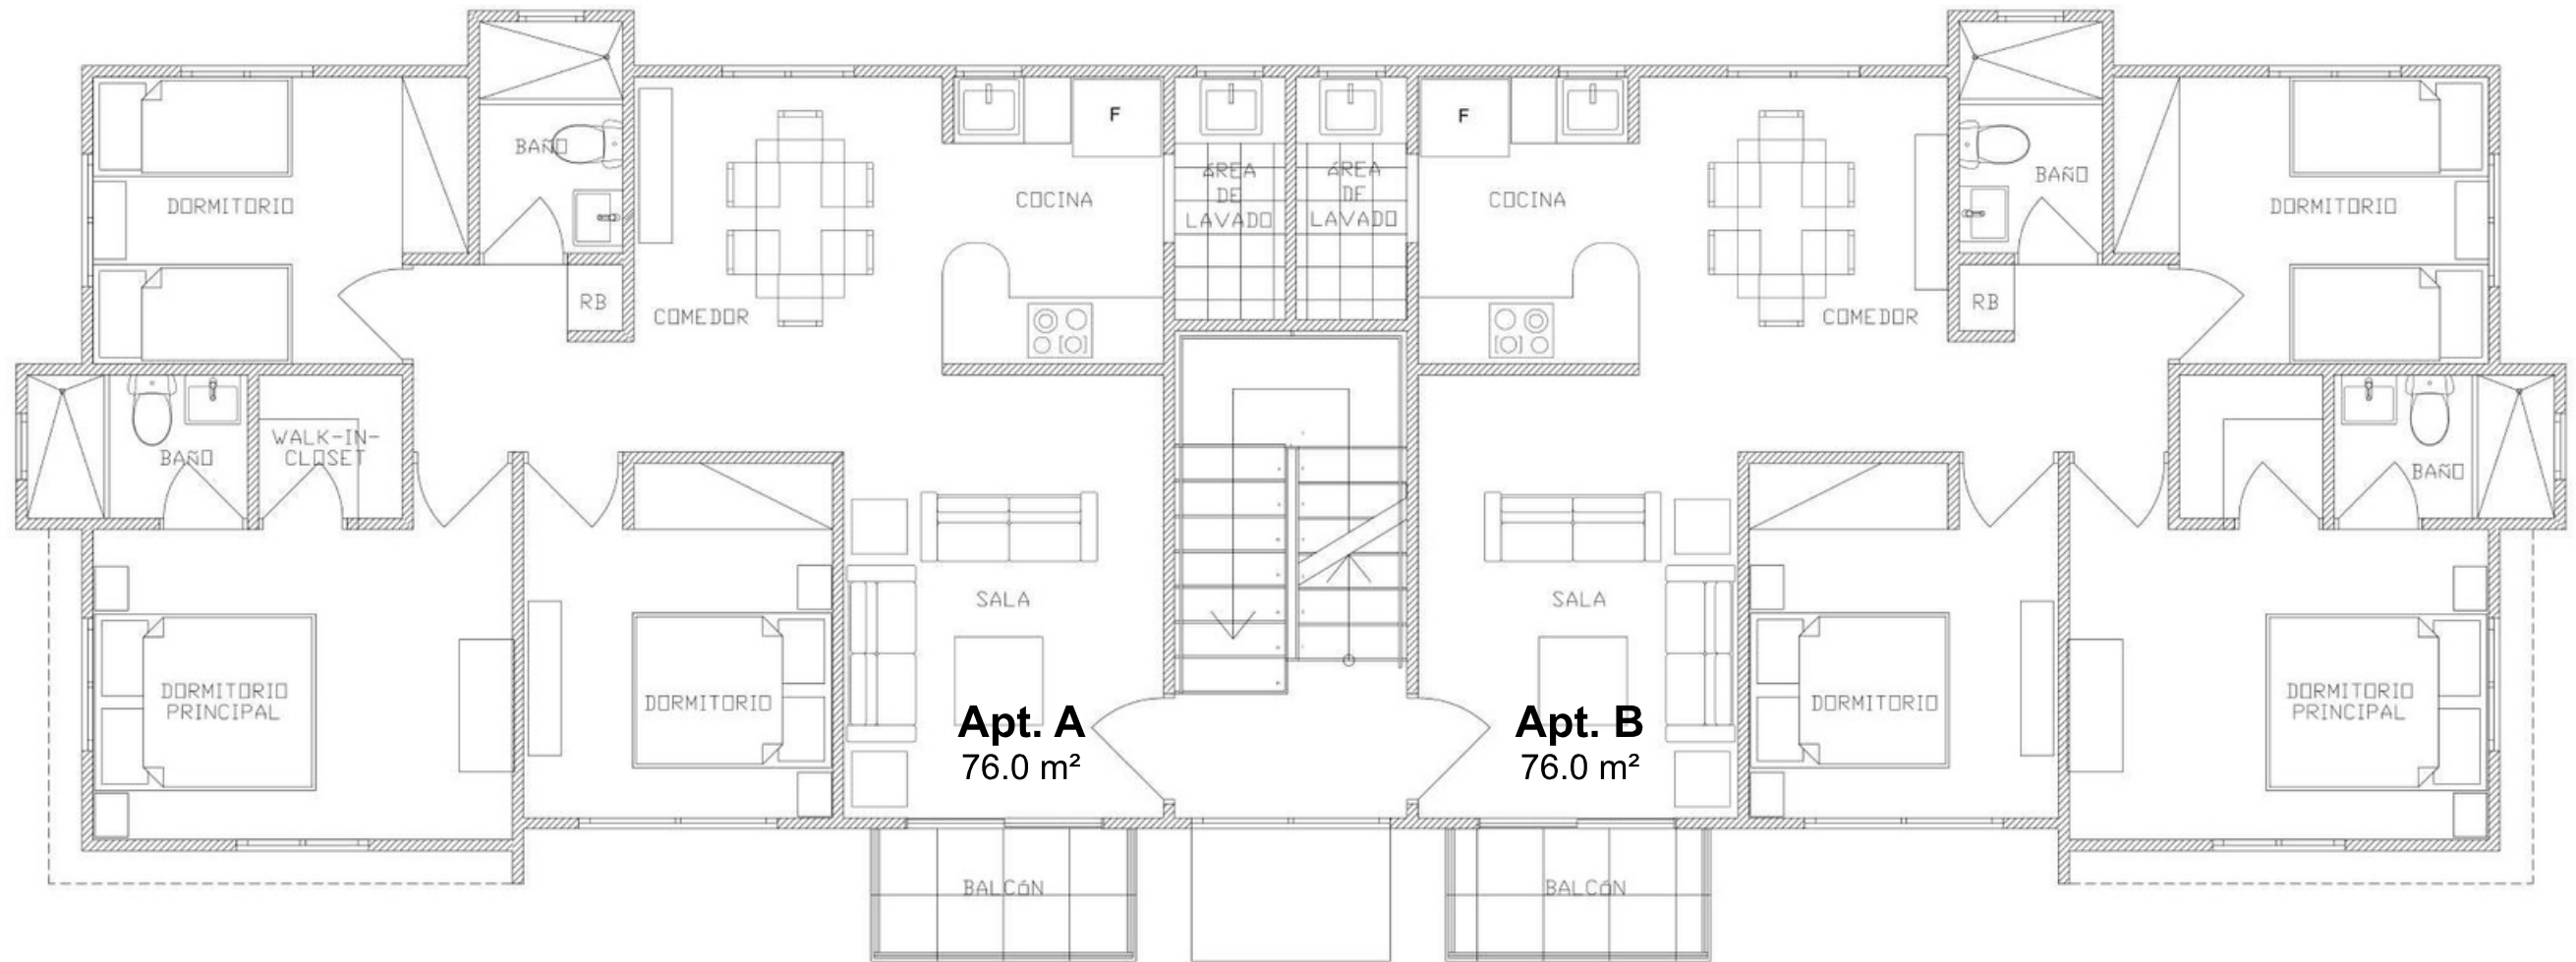 BAÑO
DORMITORIO
RB
COMEDOR
F
COCINA
ÁREA
DE
LAVADO
ÁREA
DE
LAVADO
F
COCINA
COMEDOR
BAÑO
RB
DORMITORIO
BAÑO
WALK-IN-
CLOSET
DORMITORIO
PRINCIPAL
DORMITORIO
SALA
Apt. A
76.0 m²
BALCóN
SALA
Apt. B
76.0 m²
BALCóN
DORMITORIO
BAÑO
DORMITORIO
PRINCIPAL